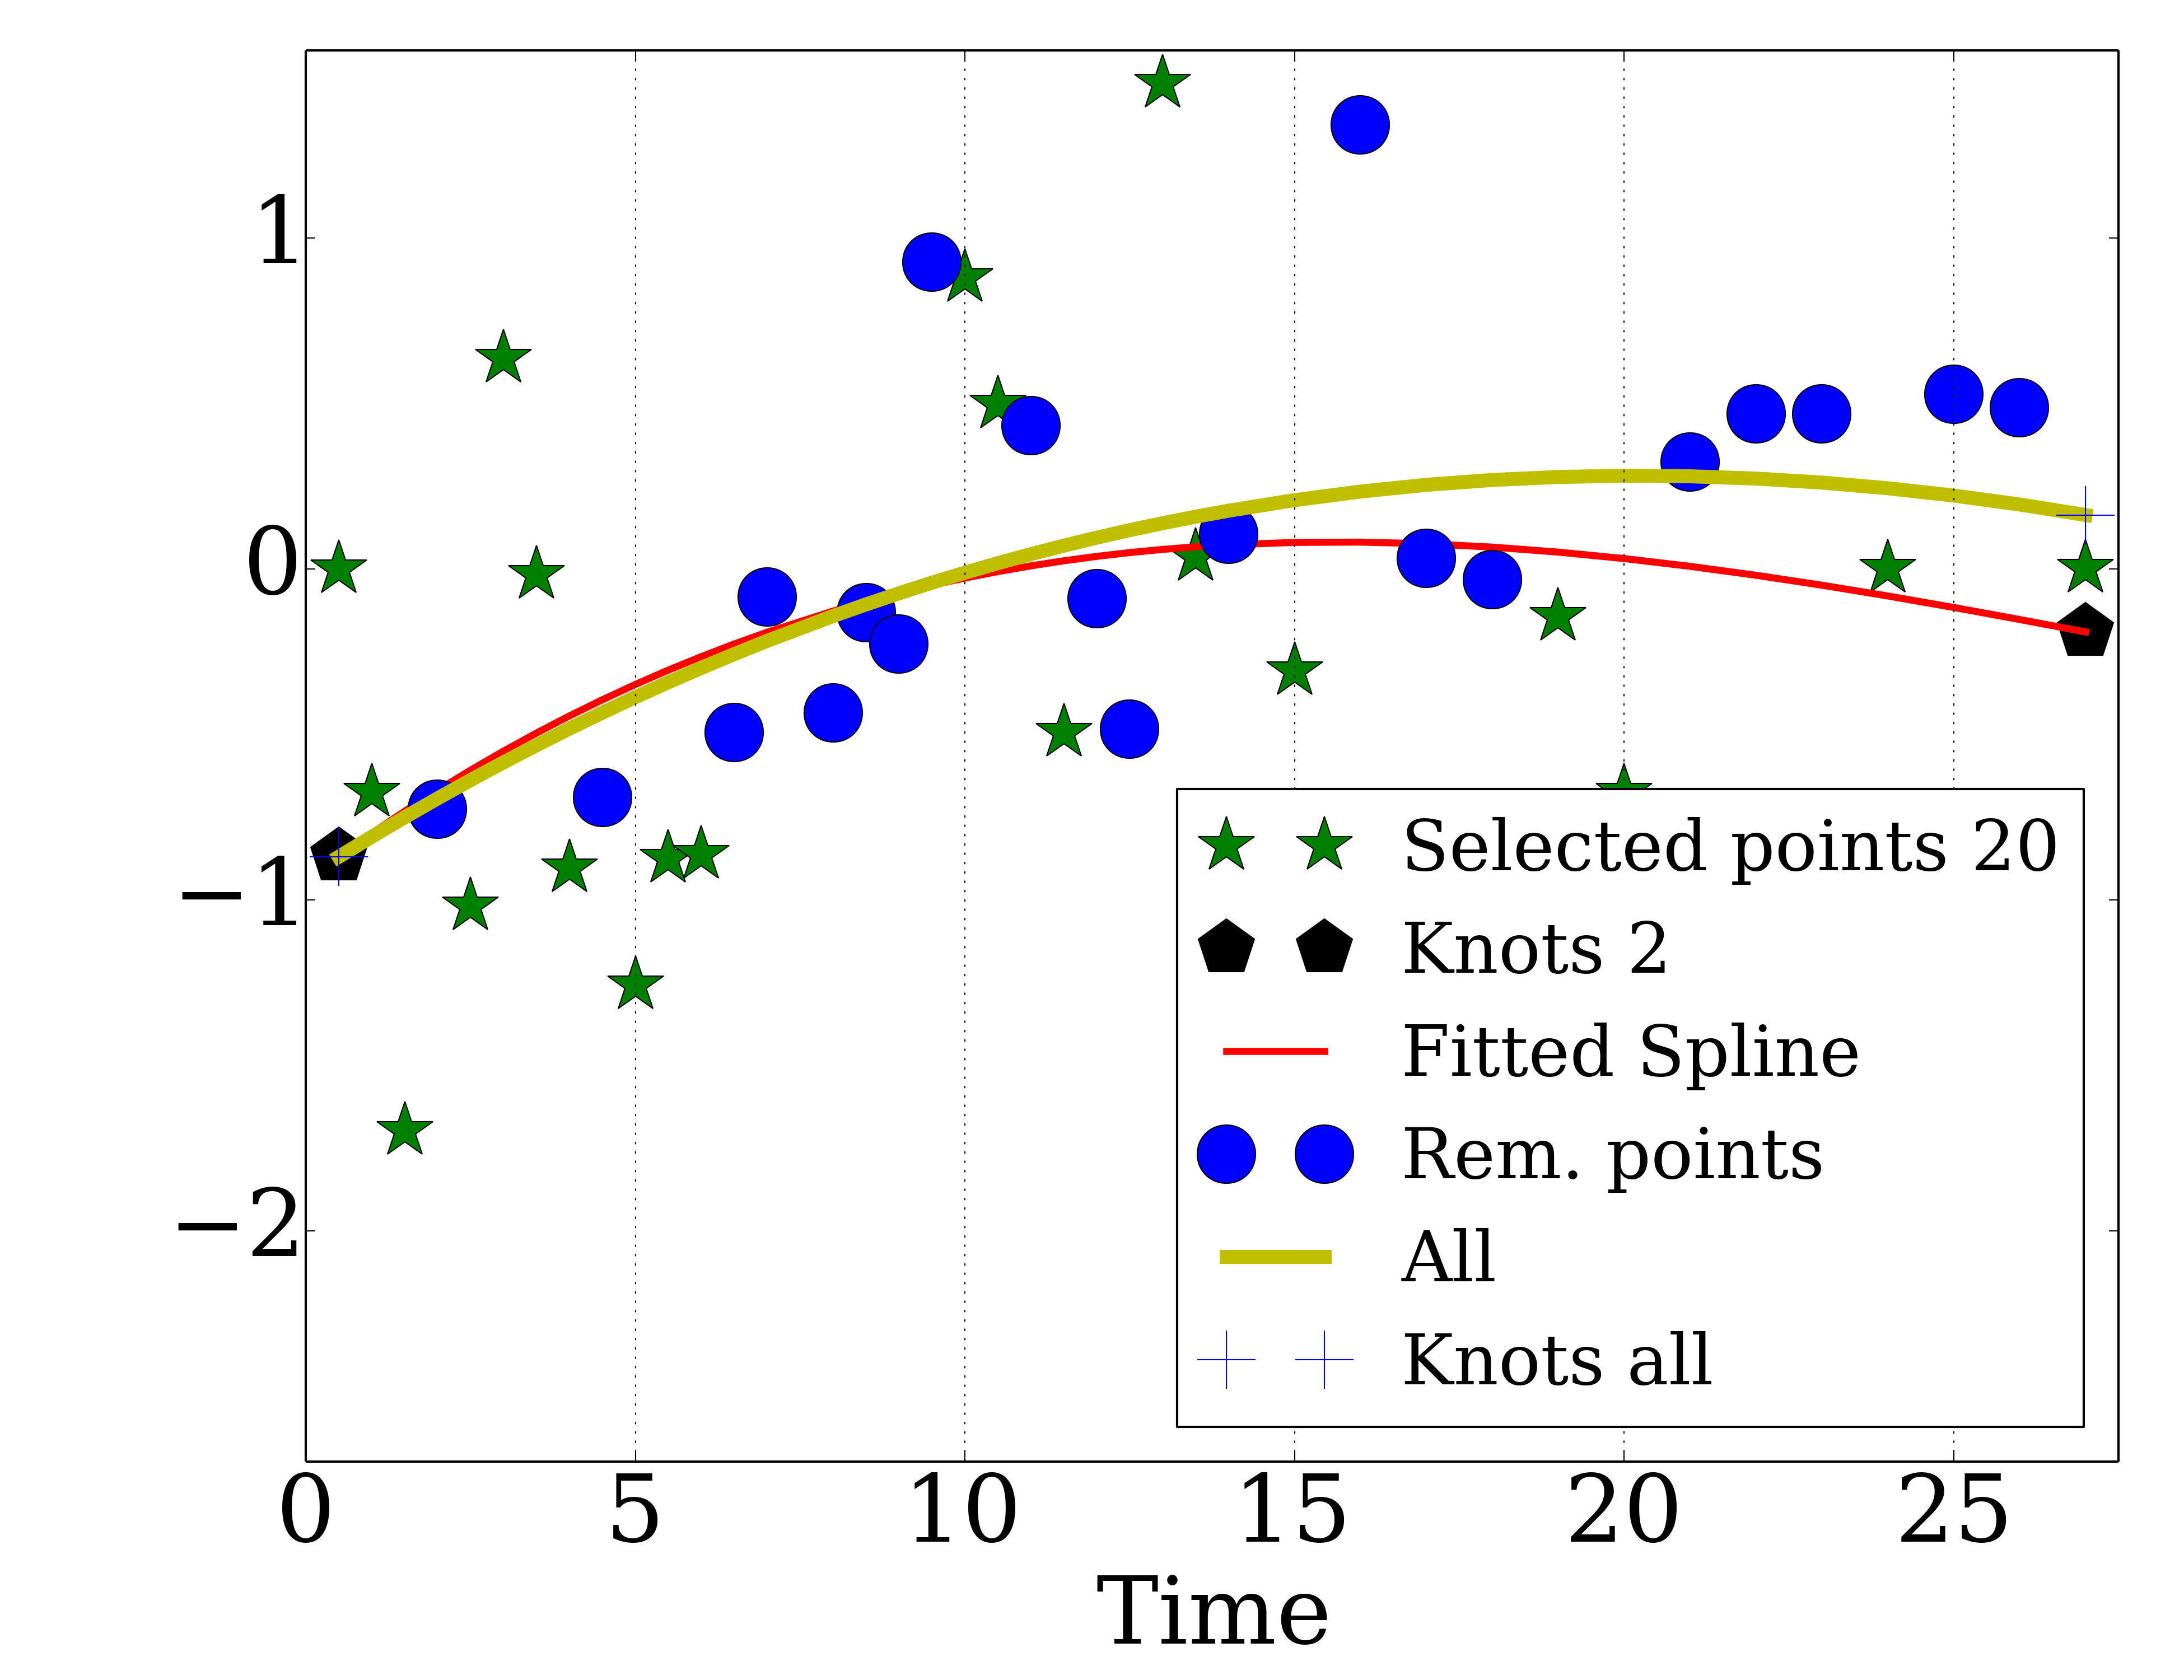 1
0
−1
−2
Selected points 20
Knots 2
Fitted Spline
Rem. points
All
Knots all
0 5 10 15 20 25
Time